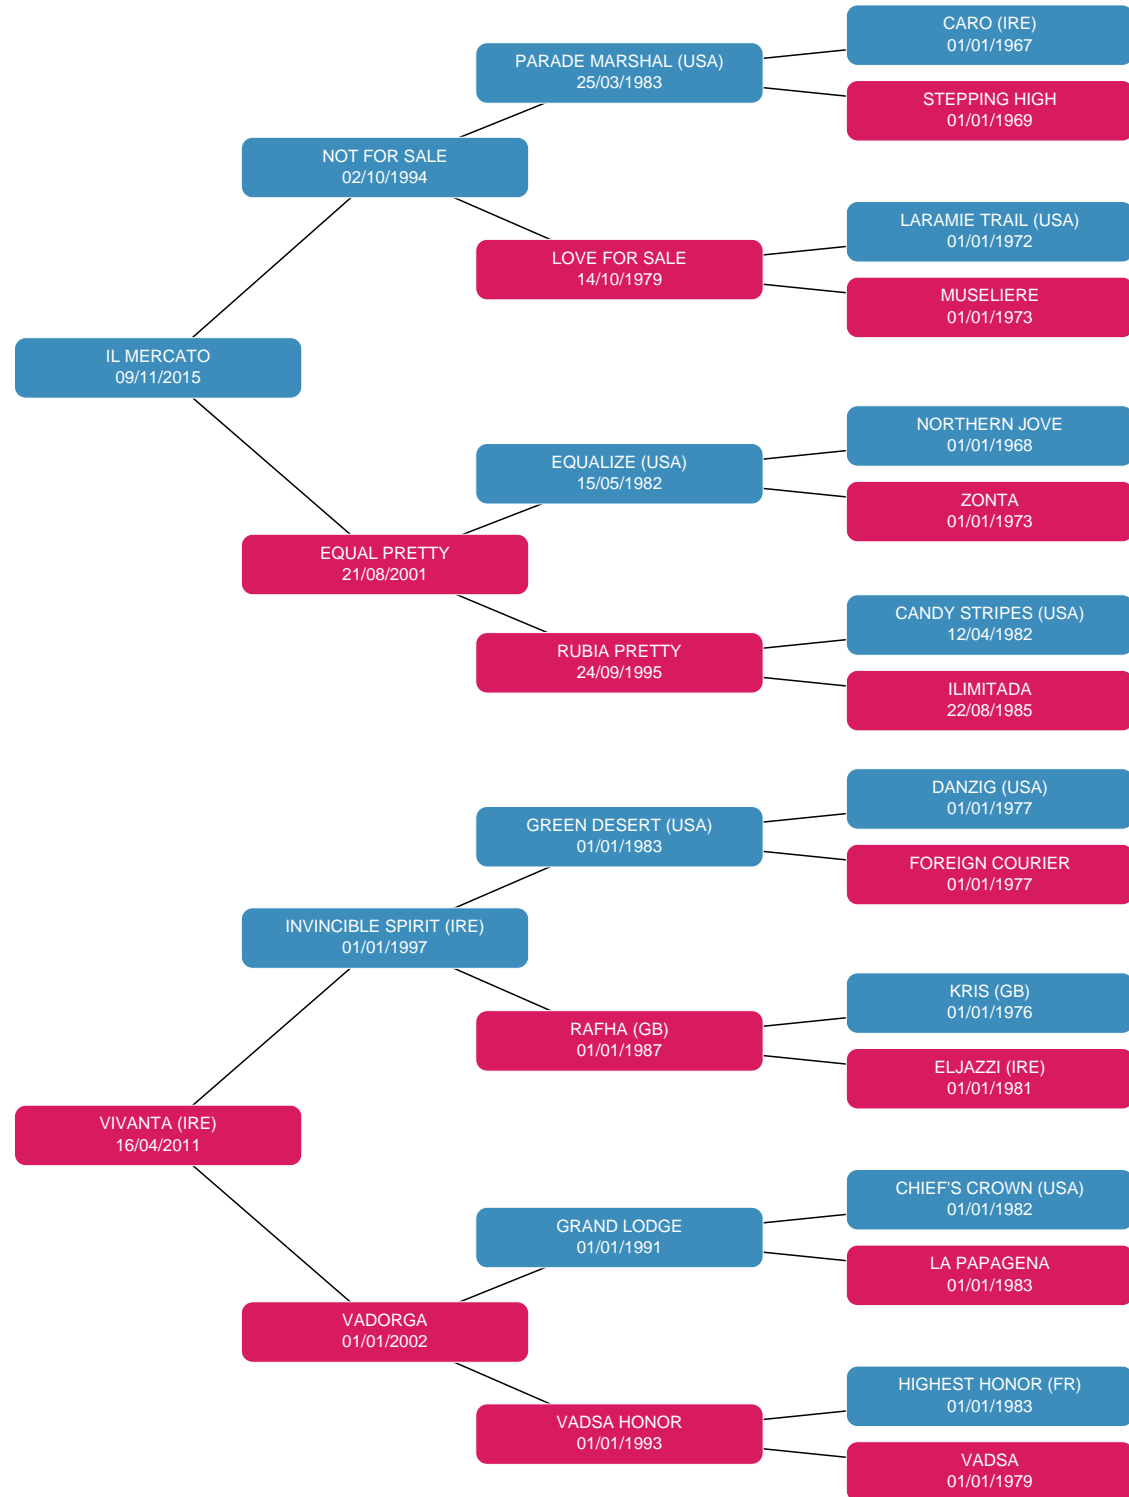 CARO (IRE)
01/01/1967
PARADE MARSHAL (USA)
25/03/1983
STEPPING HIGH
01/01/1969
NOT FOR SALE
02/10/1994
LARAMIE TRAIL (USA)
01/01/1972
LOVE FOR SALE
14/10/1979
MUSELIERE
01/01/1973
IL MERCATO
09/11/2015
NORTHERN JOVE
01/01/1968
EQUALIZE (USA)
15/05/1982
ZONTA
01/01/1973
EQUAL PRETTY
21/08/2001
CANDY STRIPES (USA)
12/04/1982
RUBIA PRETTY
24/09/1995
ILIMITADA
22/08/1985
DANZIG (USA)
01/01/1977
GREEN DESERT (USA)
01/01/1983
FOREIGN COURIER
01/01/1977
INVINCIBLE SPIRIT (IRE)
01/01/1997
KRIS (GB)
01/01/1976
RAFHA (GB)
01/01/1987
ELJAZZI (IRE)
01/01/1981
VIVANTA (IRE)
16/04/2011
CHIEF'S CROWN (USA)
01/01/1982
GRAND LODGE
01/01/1991
LA PAPAGENA
01/01/1983
VADORGA
01/01/2002
HIGHEST HONOR (FR)
01/01/1983
VADSA HONOR
01/01/1993
VADSA
01/01/1979